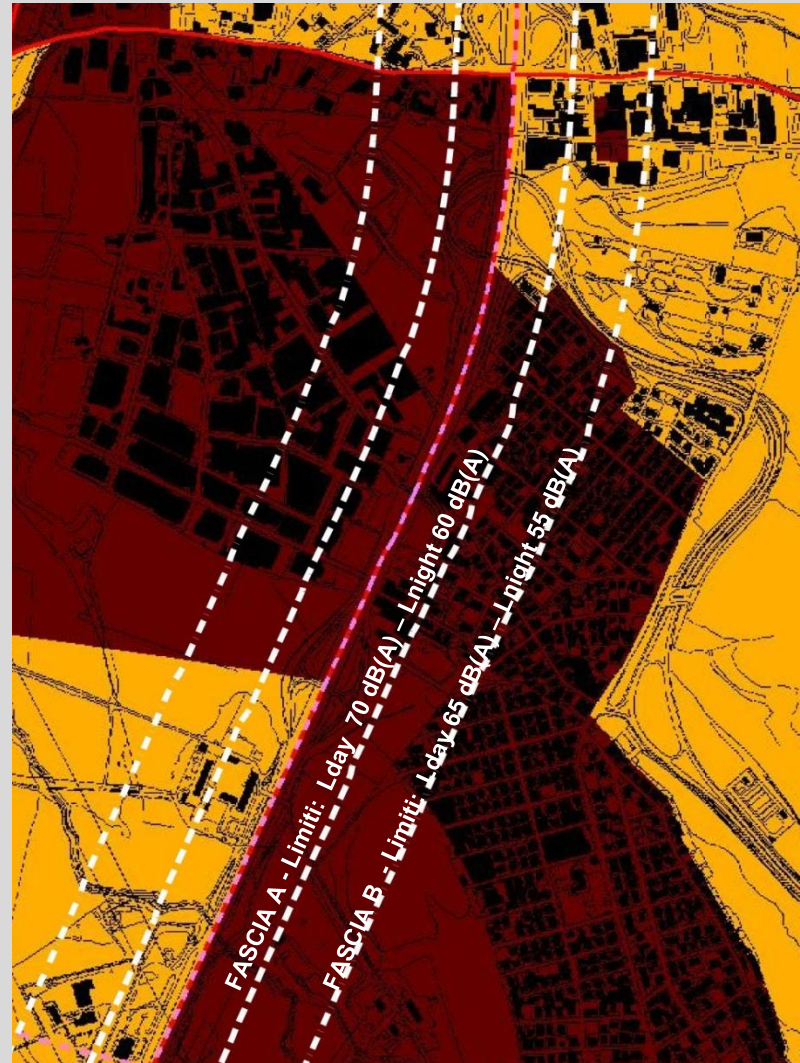 FASCIA A - Limiti: Lday 70 dB(A) – Lnight 60 dB(A)
FASCIA B - Limiti: Lday 65 dB(A) – Lnight 55 dB(A)